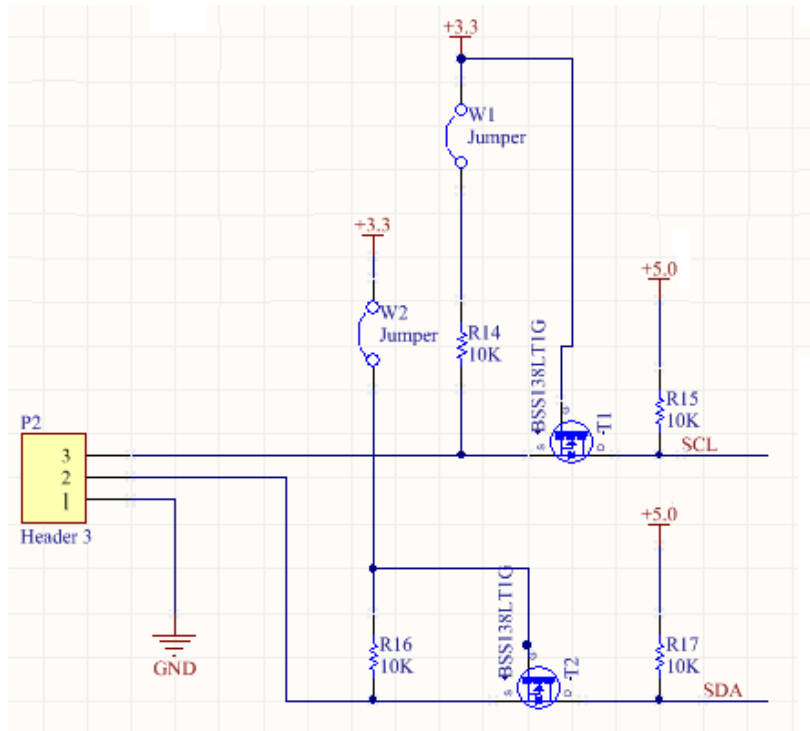 +3.3
W1
Jumper
+3.3
W2
Jumper
+5.0
R14
10K
BSS138LT1G
G
S
D
T1
R15
10K
SCL
P2
3
2
1
Header 3
+5.0
GND
R16
10K
BSS138LT1G
G
S
D
T2
R17
10K
SDA